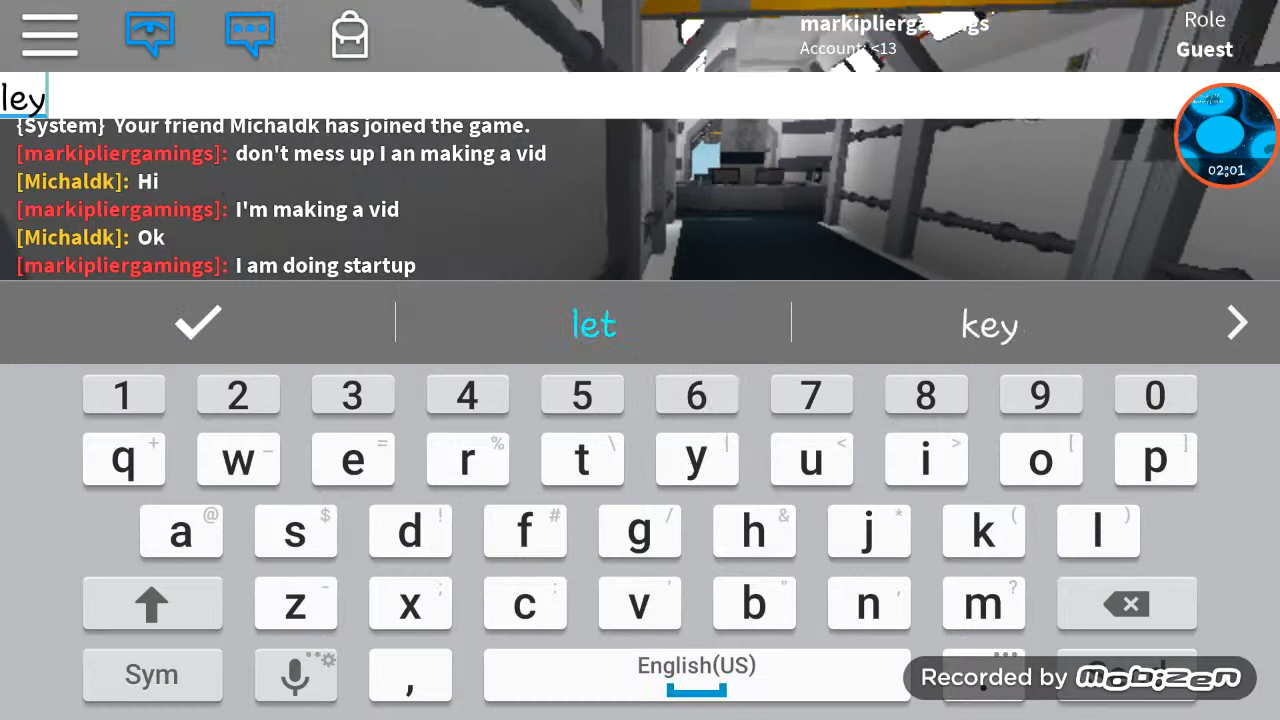 markipliergamings
Account: <13
Role
Guest
ley
{System} Your friend Michaldk has joined the game.
[markipliergamings]: don't mess up I an making a vid
[Michaldk]: Hi
[markipliergamings]: I'm making a vid
[Michaldk]: Ok
[markipliergamings]: I am doing startup
02:01
let
key
1 2 3 4 5 6 7 8 9 0
q + w − e = r % t \ y | u < i > o [ p ]
a @ s $ d ! f # g / h & j * k ( l )
z - x ; c : v ' b " n , m ?
Sym , English(US) .
Recorded by mobizen